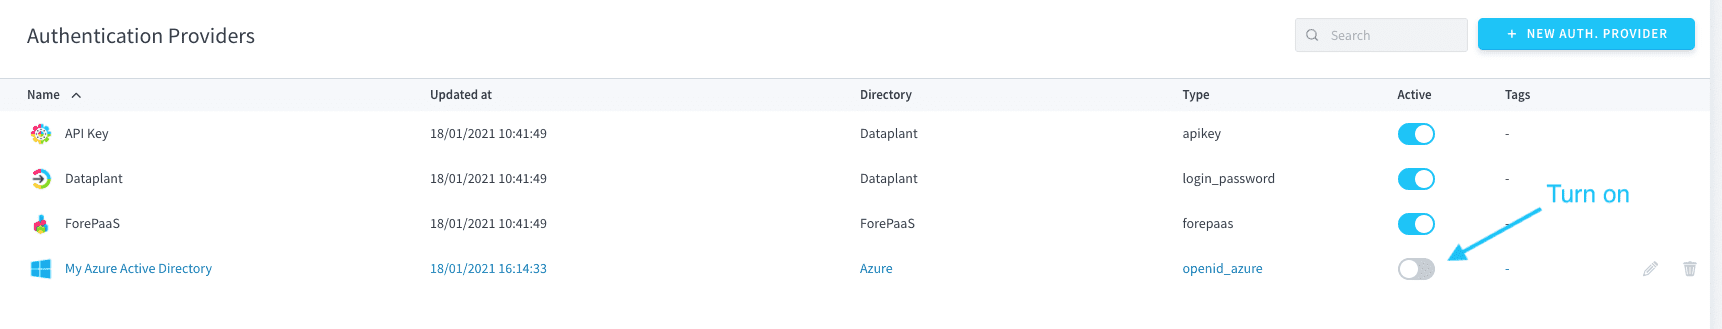 Authentication Providers
Search
+ NEW AUTH. PROVIDER
Name Updated at Directory Type Active Tags
API Key 18/01/2021 10:41:49 Dataplant apikey -
Dataplant 18/01/2021 10:41:49 Dataplant login_password -
Turn on
ForePaaS 18/01/2021 10:41:49 ForePaaS forepaas -
My Azure Active Directory 18/01/2021 16:14:33 Azure openid_azure -